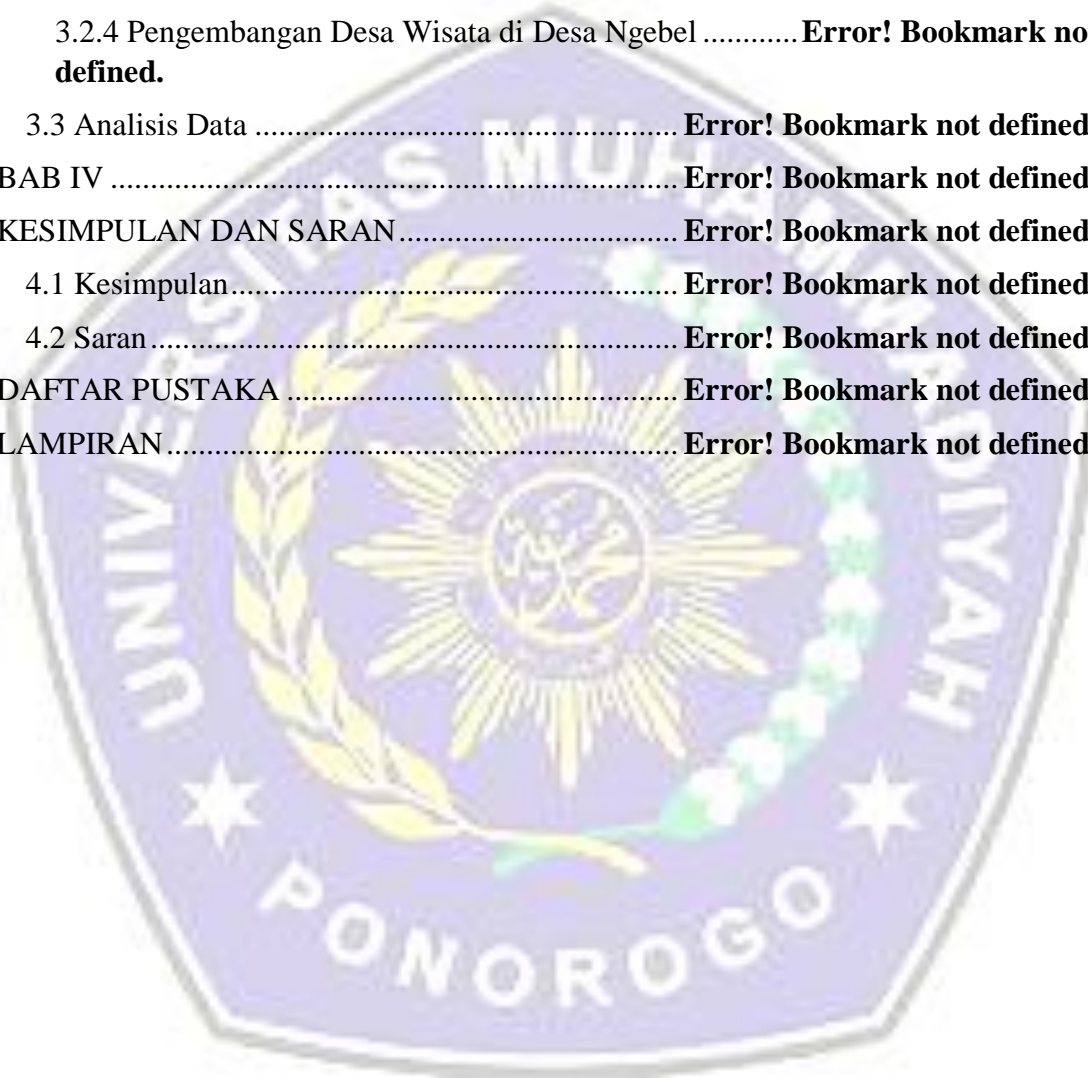 3.2.4 Pengembangan Desa Wisata di Desa Ngebel ............ Error! Bookmark no
defined.
3.3 Analisis Data ........................................................ Error! Bookmark not defined
BAB IV ........................................................................ Error! Bookmark not defined
KESIMPULAN DAN SARAN ................................... Error! Bookmark not defined
4.1 Kesimpulan ......................................................... Error! Bookmark not defined
4.2 Saran .................................................................... Error! Bookmark not defined
DAFTAR PUSTAKA .................................................. Error! Bookmark not defined
LAMPIRAN ................................................................. Error! Bookmark not defined
UNIVERSITAS MUHAMMADIYAH
PONOROGO